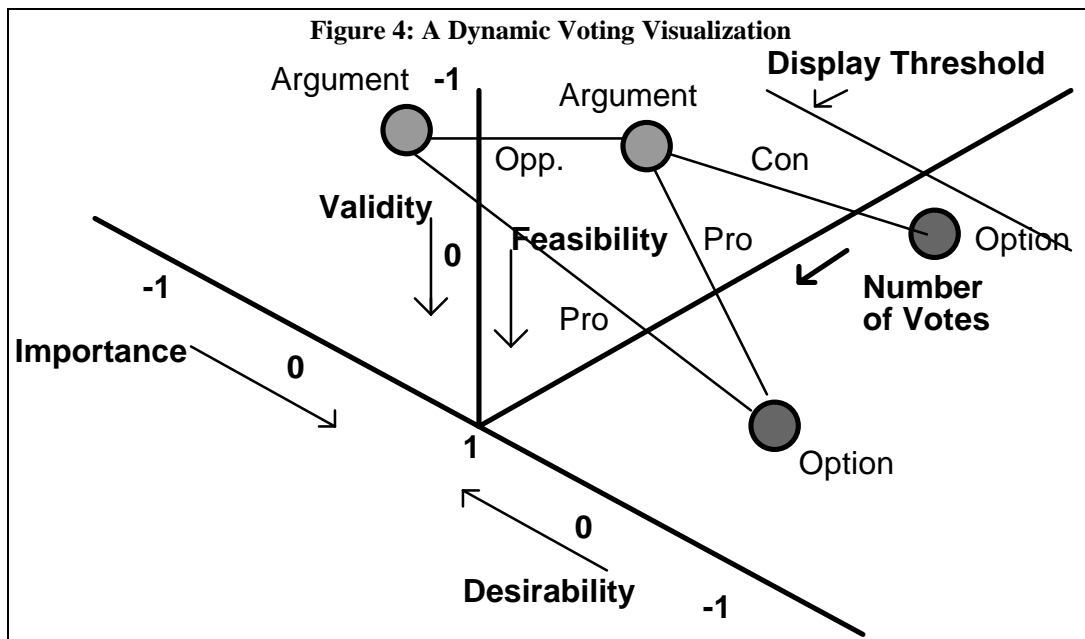 Figure 4: A Dynamic Voting Visualization
Argument
-1
Argument
Display Threshold
Opp.
Con
Validity
0
Feasibility
Pro
Option
-1
Number
of Votes
Pro
Importance
0
1
Option
0
Desirability
-1